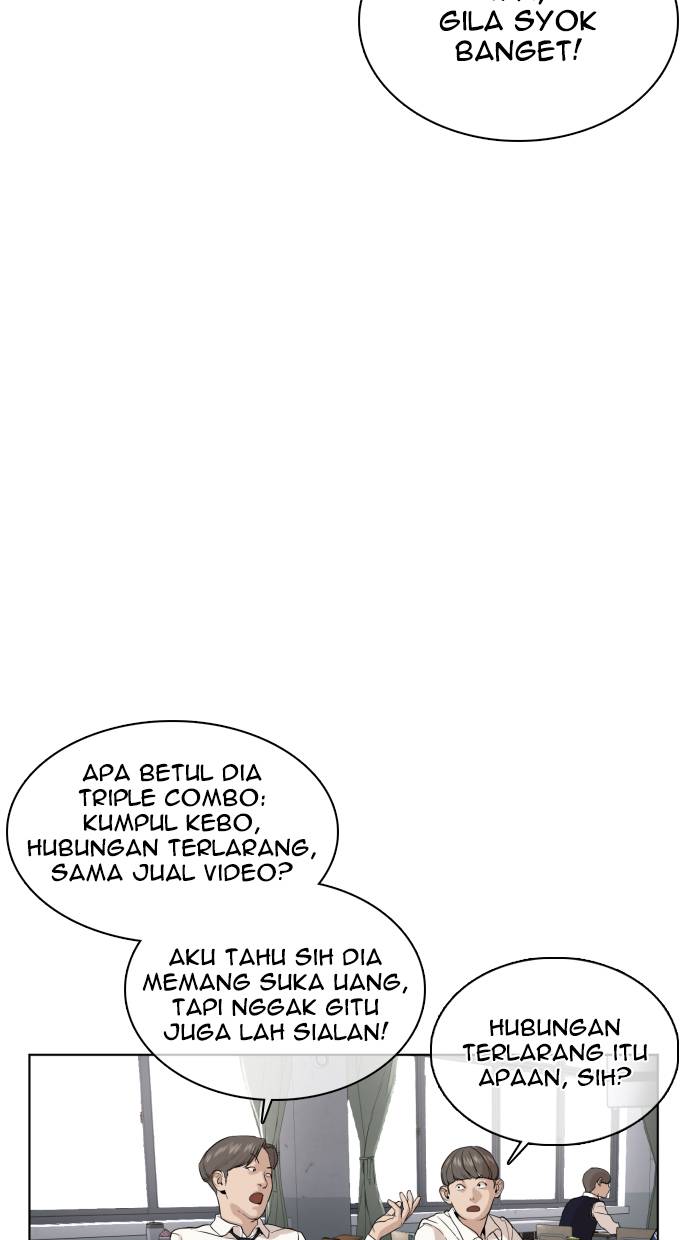 GILA SYOK
BANGET!
APA BETUL DIA
TRIPLE COMBO:
KUMPUL KEBO,
HUBUNGAN TERLARANG,
SAMA JUAL VIDEO?
AKU TAHU SIH DIA
MEMANG SUKA UANG,
TAPI NGGAK GITU
JUGA LAH SIALAN!
HUBUNGAN
TERLARANG ITU
APAAN, SIH?